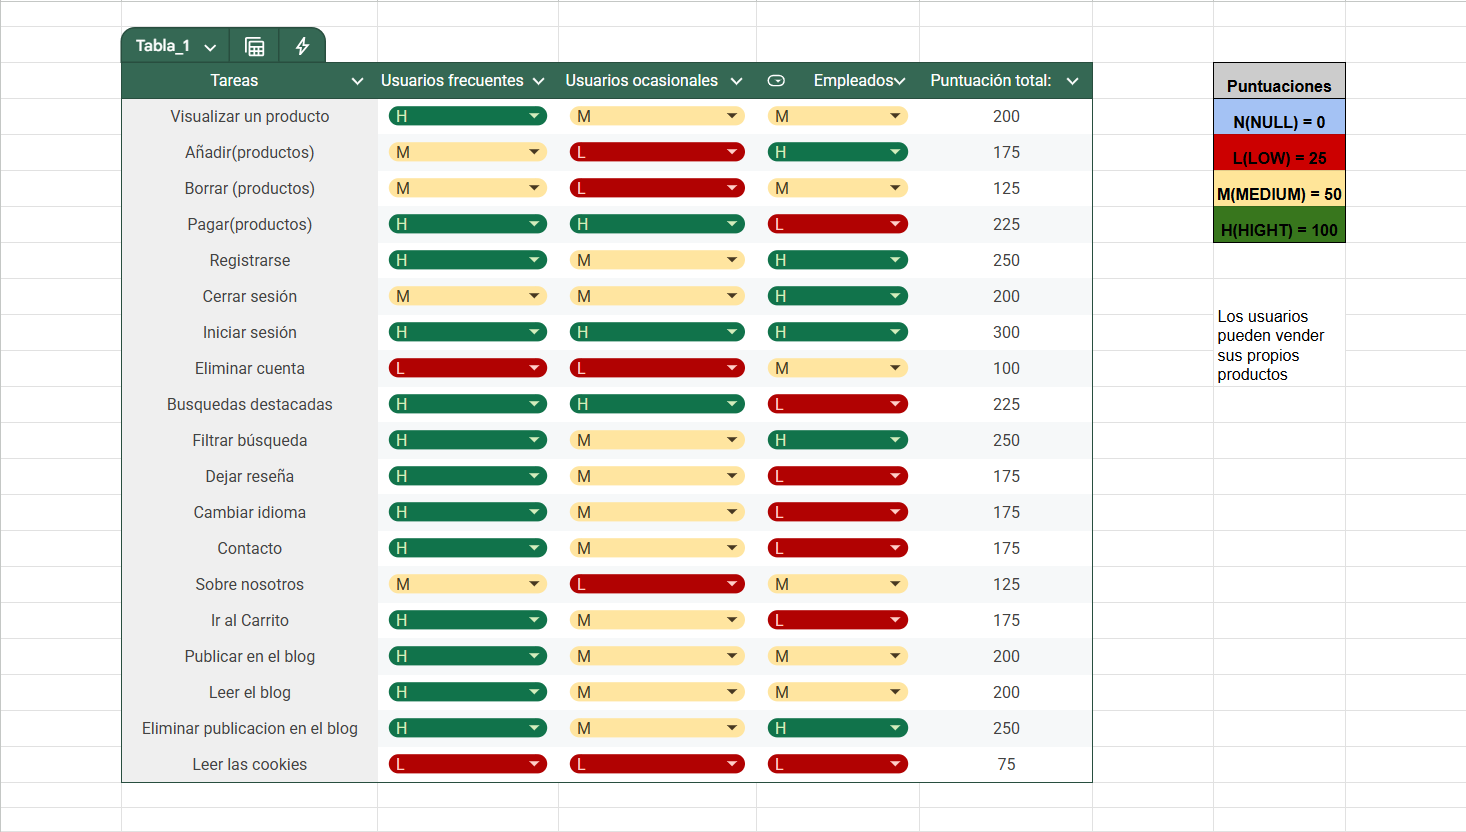 Tabla_1
Tareas Usuarios frecuentes Usuarios ocasionales Empleados Puntuación total:
Visualizar un producto H M M 200
Añadir(productos) M L H 175
Borrar (productos) M L M 125
Pagar(productos) H H L 225
Registrarse H M H 250
Cerrar sesión M M H 200
Iniciar sesión H H H 300
Eliminar cuenta L L M 100
Busquedas destacadas H H L 225
Filtrar búsqueda H M H 250
Dejar reseña H M L 175
Cambiar idioma H M L 175
Contacto H M L 175
Sobre nosotros M L M 125
Ir al Carrito H M L 175
Publicar en el blog H M M 200
Leer el blog H M M 200
Eliminar publicacion en el blog H M H 250
Leer las cookies L L L 75
Puntuaciones
N(NULL) = 0
L(LOW) = 25
M(MEDIUM) = 50
H(HIGHT) = 100
Los usuarios
pueden vender
sus propios
productos